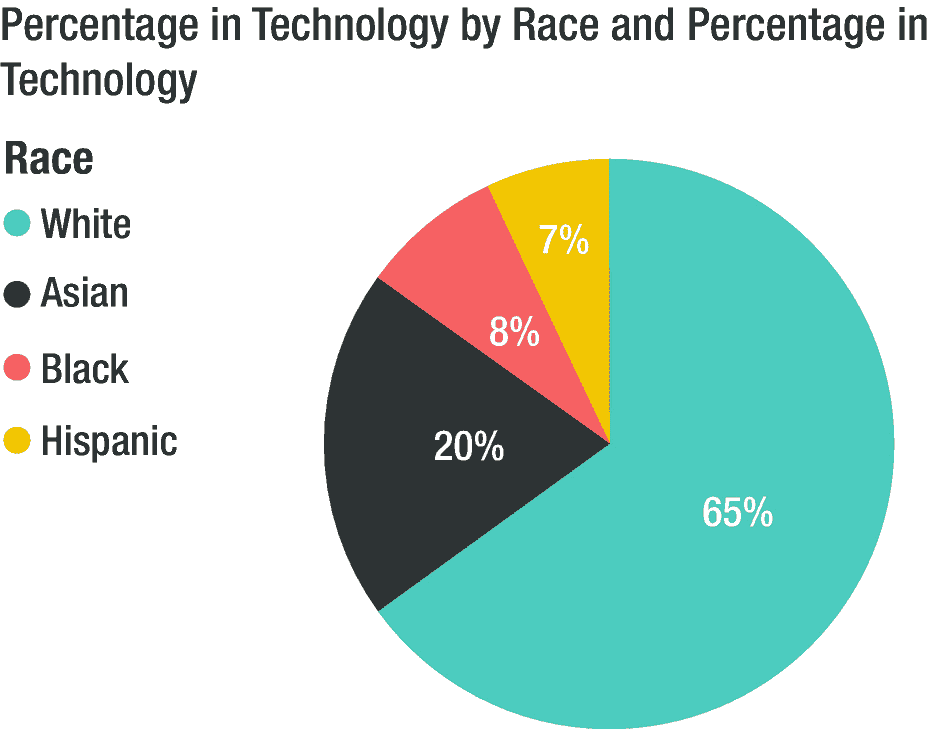 Percentage in Technology by Race and Percentage in
Technology
Race
White
Asian
Black
Hispanic
7%
8%
20%
65%